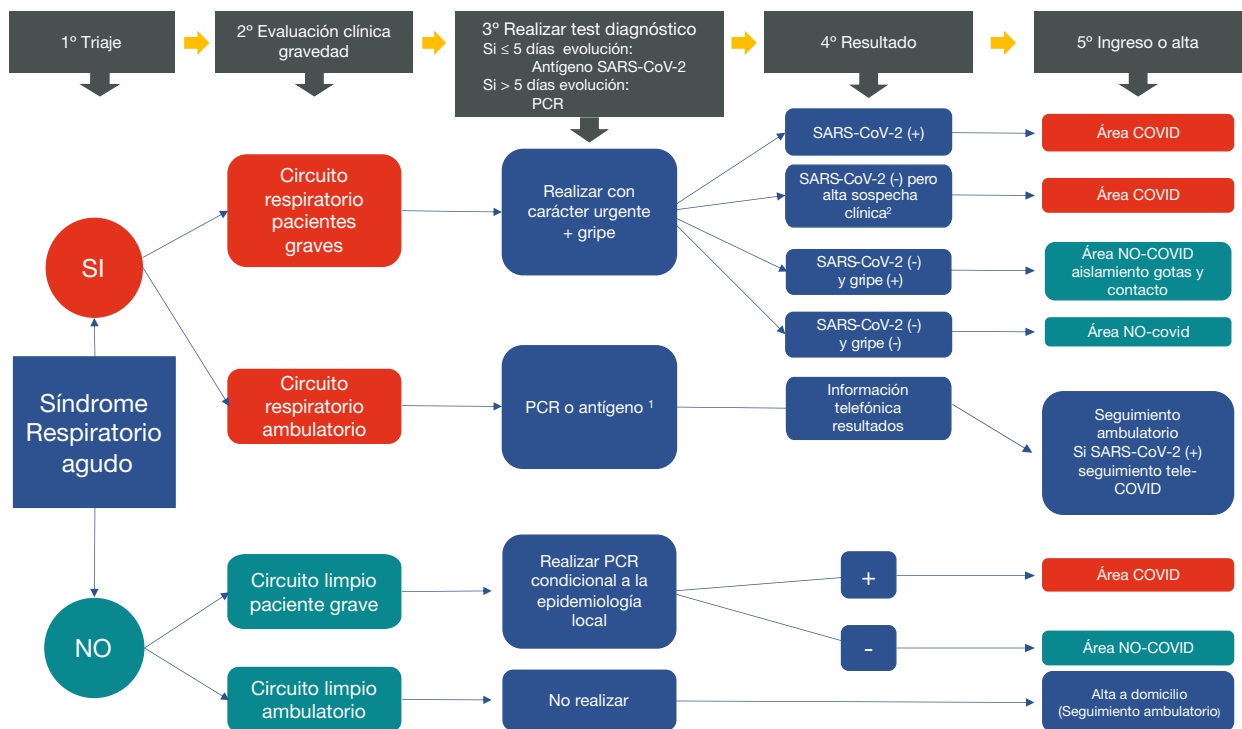 1º Triaje
2º Evaluación clínica
gravedad
3º Realizar test diagnóstico
Si ≤ 5 días evolución:
Antígeno SARS-CoV-2
Si > 5 días evolución:
PCR
4º Resultado
5º Ingreso o alta
Síndrome
Respiratorio
agudo
SI
Circuito
respiratorio
pacientes
graves
Realizar con
carácter urgente
+ gripe
SARS-CoV-2 (+)
Área COVID
SARS-CoV-2 (-) pero
alta sospecha
clínica2
Área COVID
SARS-CoV-2 (-)
y gripe (+)
Área NO-COVID
aislamiento gotas y
contacto
SARS-CoV-2 (-)
y gripe (-)
Área NO-covid
Circuito
respiratorio
ambulatorio
PCR o antígeno 1
Información
telefónica
resultados
Seguimiento
ambulatorio
Si SARS-CoV-2 (+)
seguimiento tele-
COVID
NO
Circuito limpio
paciente grave
Realizar PCR
condicional a la
epidemiología
local
+
Área COVID
-
Área NO-COVID
Circuito limpio
ambulatorio
No realizar
Alta a domicilio
(Seguimiento ambulatorio)